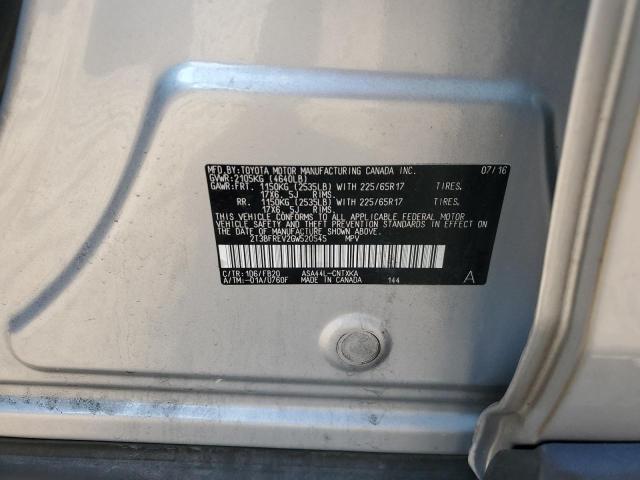 MFD.BY:TOYOTA MOTOR MANUFACTURING CANADA INC. 07/16
GVWR:2105KG (4640LB)
GAWR:FRT. 1150KG (2535LB) WITH 225/65R17 TIRES.
17X6.5J RIMS.
RR. 1150KG (2535LB) WITH 225/65R17 TIRES.
17X6.5J RIMS.
THIS VEHICLE CONFORMS TO ALL APPLICABLE FEDERAL MOTOR
VEHICLE SAFETY AND THEFT PREVENTION STANDARDS IN
EFFECT ON THE DATE OF MANUFACTURE SHOWN ABOVE.
2T3BFREV2GW520545 MPV
C/TR:1D6/FB20 ASA44L-CNTXKA
A/TM:-01A/U760F MADE IN CANADA 144 A